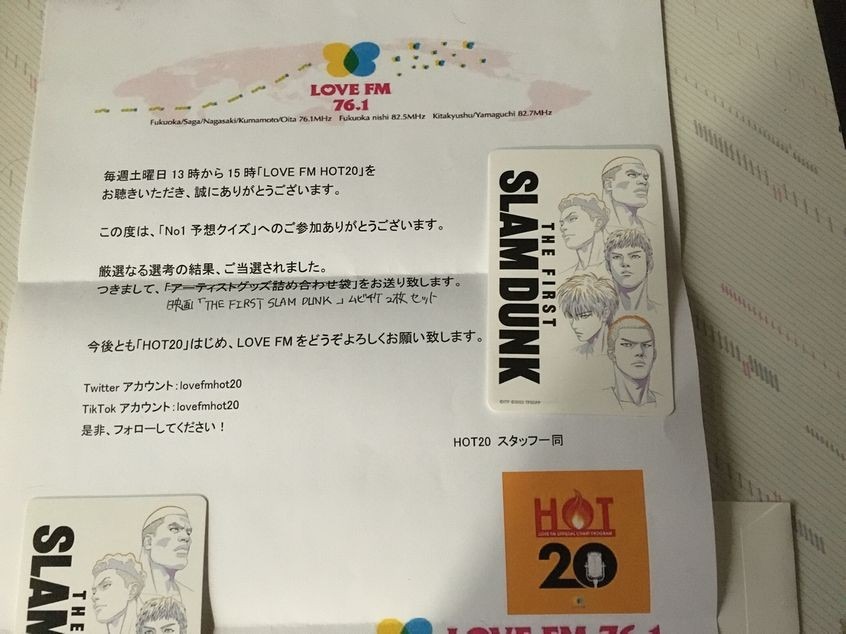 LOVE FM
76.1
Fukuoka/Saga/Nagasaki/Kumamoto/Oita 76.1MHz Fukuoka nishi 82.5MHz Kitakyushu/Yamaguchi 82.7MHz
毎週土曜日 13 時から 15 時「LOVE FM HOT20」を
お聴きいただき、誠にありがとうございます。
この度は、「No1 予想クイズ」へのご参加ありがとうございます。
厳選なる選考の結果、ご当選されました。
つきまして、「アーティストグッズ詰め合わせ袋」をお送り致します。
映画「THE FIRST SLAM DUNK」ムビチケ 2枚セット
今後とも「HOT20」はじめ、LOVE FM をどうぞよろしくお願い致します。
Twitter アカウント：lovefmhot20
TikTok アカウント：lovefmhot20
是非、フォローしてください！
HOT20 スタッフ一同
THE FIRST
SLAM DUNK
HOT
LOVE FM OFFICIAL CHART PROGRAM
20
THE
SLAM
LOVE FM 76.1